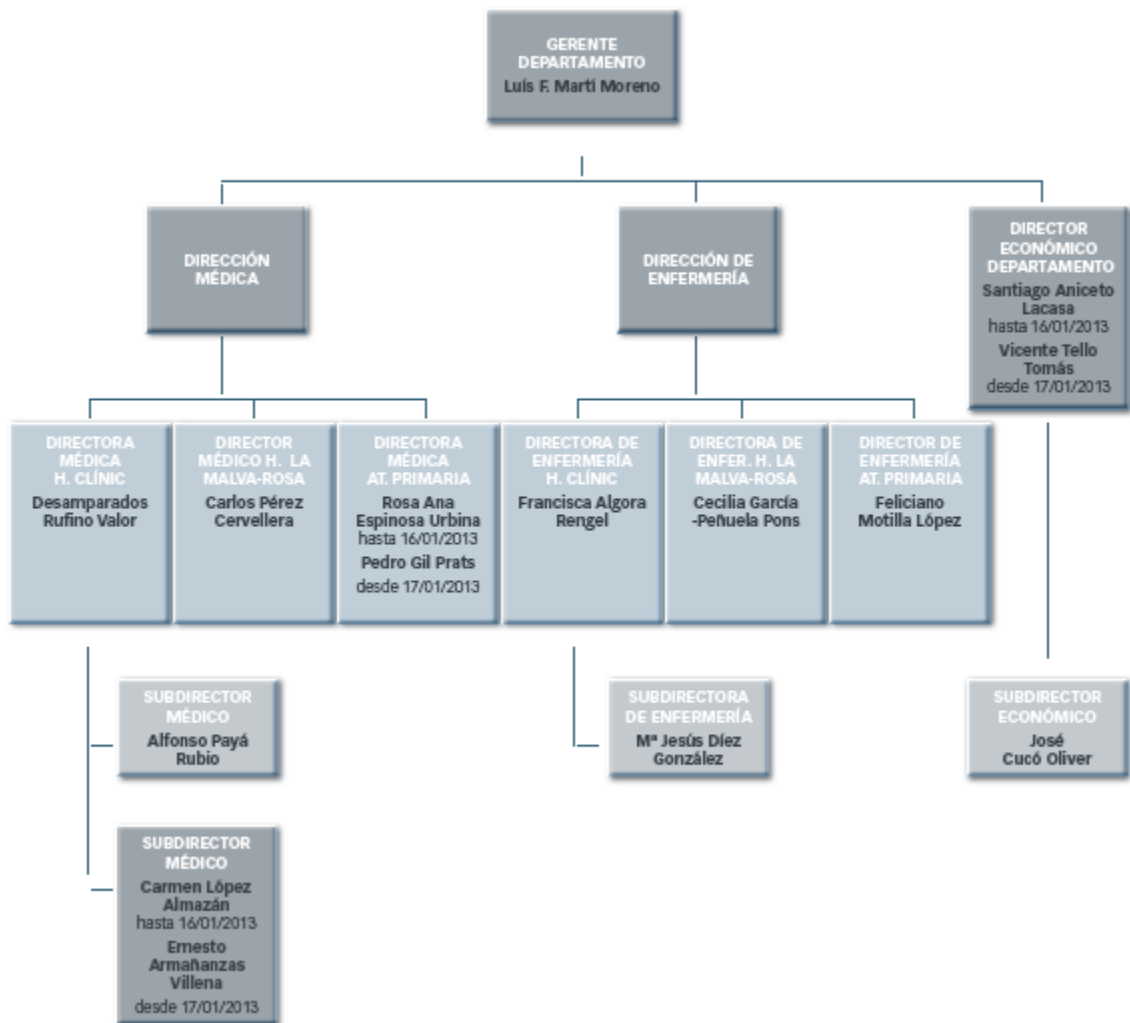 GERENTE
DEPARTAMENTO
Luís F. Martí Moreno
DIRECCIÓN
MÉDICA
DIRECCIÓN DE
ENFERMERÍA
DIRECTOR
ECONÓMICO
DEPARTAMENTO
Santiago Aniceto
Lacasa
hasta 16/01/2013
Vicente Tello
Tomás
desde 17/01/2013
DIRECTORA
MÉDICA
H. CLÍNIC
Desamparados
Rufino Valor
DIRECTOR
MÉDICO H. LA
MALVA-ROSA
Carlos Pérez
Cervellera
DIRECTORA
MÉDICA
AT. PRIMARIA
Rosa Ana
Espinosa Urbina
hasta 16/01/2013
Pedro Gil Prats
desde 17/01/2013
DIRECTORA DE
ENFERMERÍA
H. CLÍNIC
Francisca Algora
Rengel
DIRECTORA DE
ENFER. H. LA
MALVA-ROSA
Cecilia García
-Peñuela Pons
DIRECTOR DE
ENFERMERÍA
AT. PRIMARIA
Feliciano
Motilla López
SUBDIRECTOR
MÉDICO
Alfonso Payá
Rubio
SUBDIRECTORA
DE ENFERMERÍA
Mª Jesús Díez
González
SUBDIRECTOR
ECONÓMICO
José
Cucó Oliver
SUBDIRECTOR
MÉDICO
Carmen López
Almazán
hasta 16/01/2013
Ernesto
Armañanzas
Villena
desde 17/01/2013